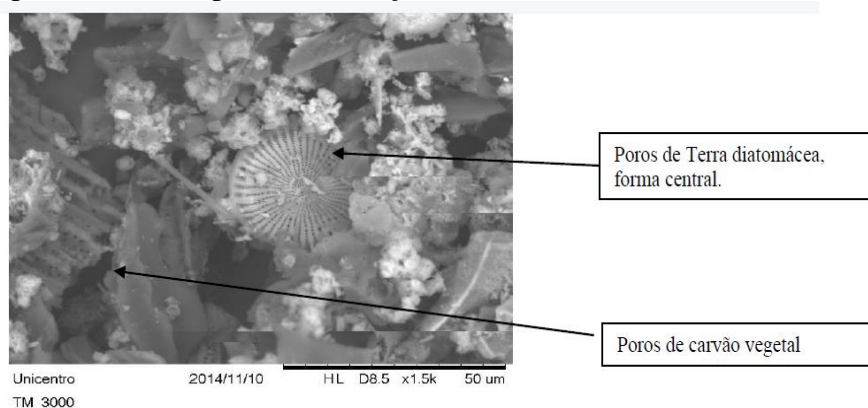 Poros de Terra diatomácea,
forma central.
Poros de carvão vegetal
Unicentro 2014/11/10 HL D8.5 x1.5k 50 um
TM 3000